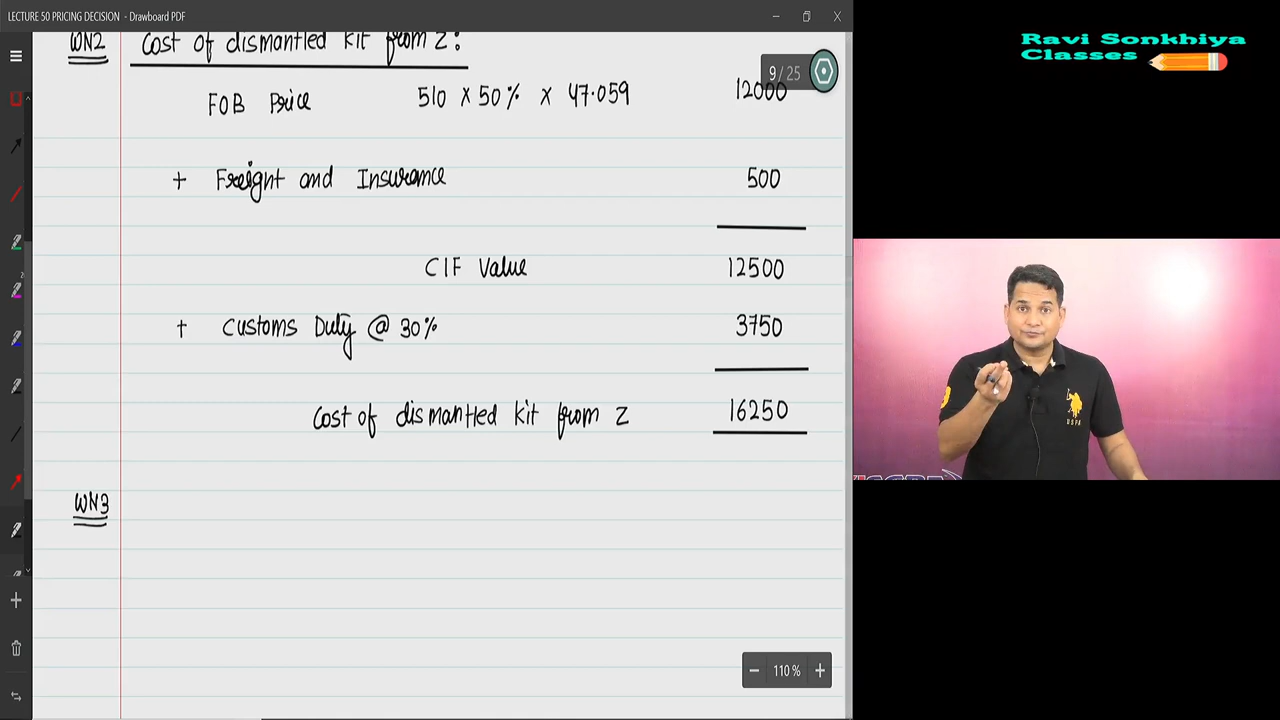 LECTURE 50 PRICING DECISION - Drawboard PDF
Ravi Sonkhiya
Classes
WN2 Cost of dismantled kit from Z:
9 / 25
FOB Price 510 x 50% x 47.059 12000
+ Freight and Insurance 500
CIF Value 12500
+ Customs Duty @ 30% 3750
Cost of dismantled kit from Z 16250
WN3
USPA
110 %